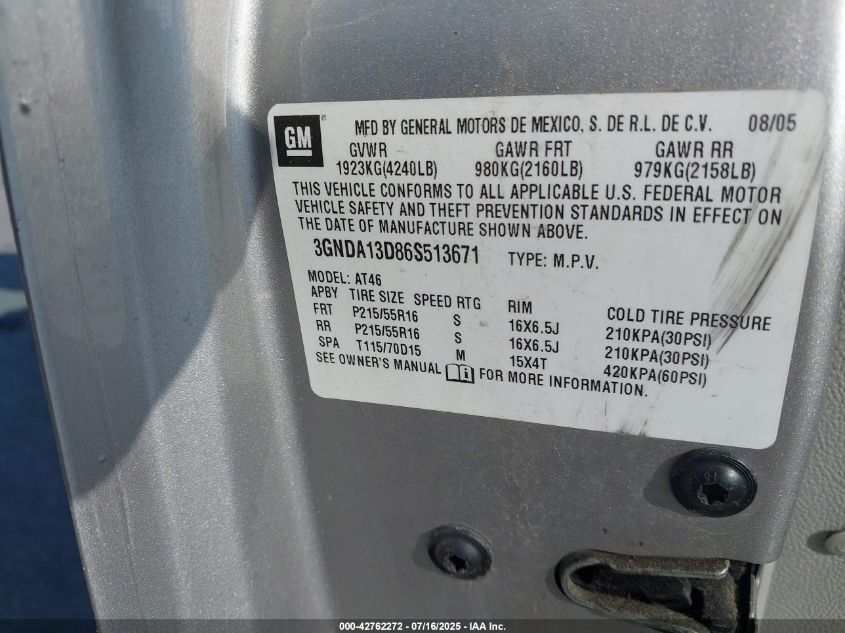 GM MFD BY GENERAL MOTORS DE MEXICO, S. DE R.L. DE C.V. 08/05
GVWR GAWR FRT GAWR RR
1923KG(4240LB) 980KG(2160LB) 979KG(2158LB)
THIS VEHICLE CONFORMS TO ALL APPLICABLE U.S. FEDERAL MOTOR
VEHICLE SAFETY AND THEFT PREVENTION STANDARDS IN EFFECT ON
THE DATE OF MANUFACTURE SHOWN ABOVE.
3GNDA13D86S513671 TYPE: M.P.V.
MODEL: AT46
APBY TIRE SIZE SPEED RTG RIM COLD TIRE PRESSURE
FRT P215/55R16 S 16X6.5J 210KPA(30PSI)
RR P215/55R16 S 16X6.5J 210KPA(30PSI)
SPA T115/70D15 M 15X4T 420KPA(60PSI)
SEE OWNER'S MANUAL FOR MORE INFORMATION.
000-42762272 - 07/16/2025 - IAA Inc.